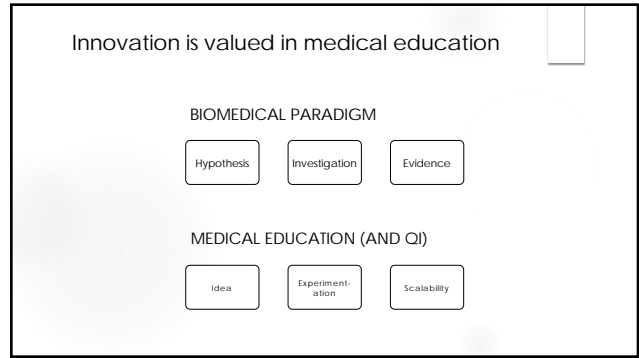 Innovation is valued in medical education
BIOMEDICAL PARADIGM
Hypothesis
Investigation
Evidence
MEDICAL EDUCATION (AND QI)
Idea
Experiment-
ation
Scalability